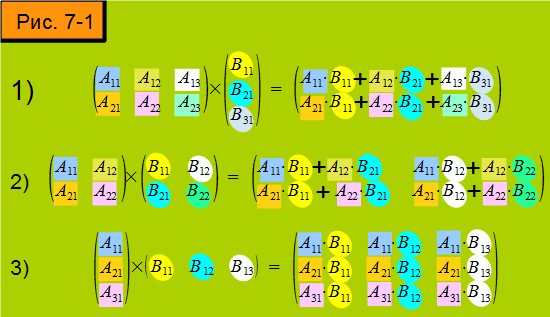 Рис. 7-1
1) (A11 A12 A13
A21 A22 A23) × (B11
B21
B31) = (A11·B11+A12·B21+A13·B31
A21·B11+A22·B21+A23·B31)
2) (A11 A12
A21 A22) × (B11 B12
B21 B22) = (A11·B11+A12·B21 A11·B12+A12·B22
A21·B11+A22·B21 A21·B12+A22·B22)
3) (A11
A21
A31) × (B11 B12 B13) = (A11·B11 A11·B12 A11·B13
A21·B11 A21·B12 A21·B13
A31·B11 A31·B12 A31·B13)